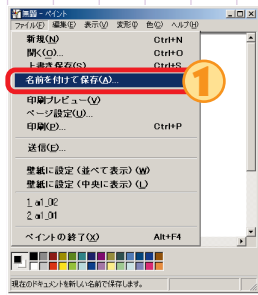 無題 - ペイント
ファイル(F) 編集(E) 表示(V) 変形(I) 色(C) ヘルプ(H)
新規(N) Ctrl+N
開く(O)... Ctrl+O
上書き保存(S) Ctrl+S
名前を付けて保存(A)...
1
印刷プレビュー(V)
ページ設定(U)...
印刷(P)... Ctrl+P
送信(E)...
壁紙に設定 (並べて表示)(W)
壁紙に設定 (中央に表示)(L)
1 a1_02
2 a1_01
ペイントの終了(X) Alt+F4
現在のドキュメントを新しい名前で保存します。